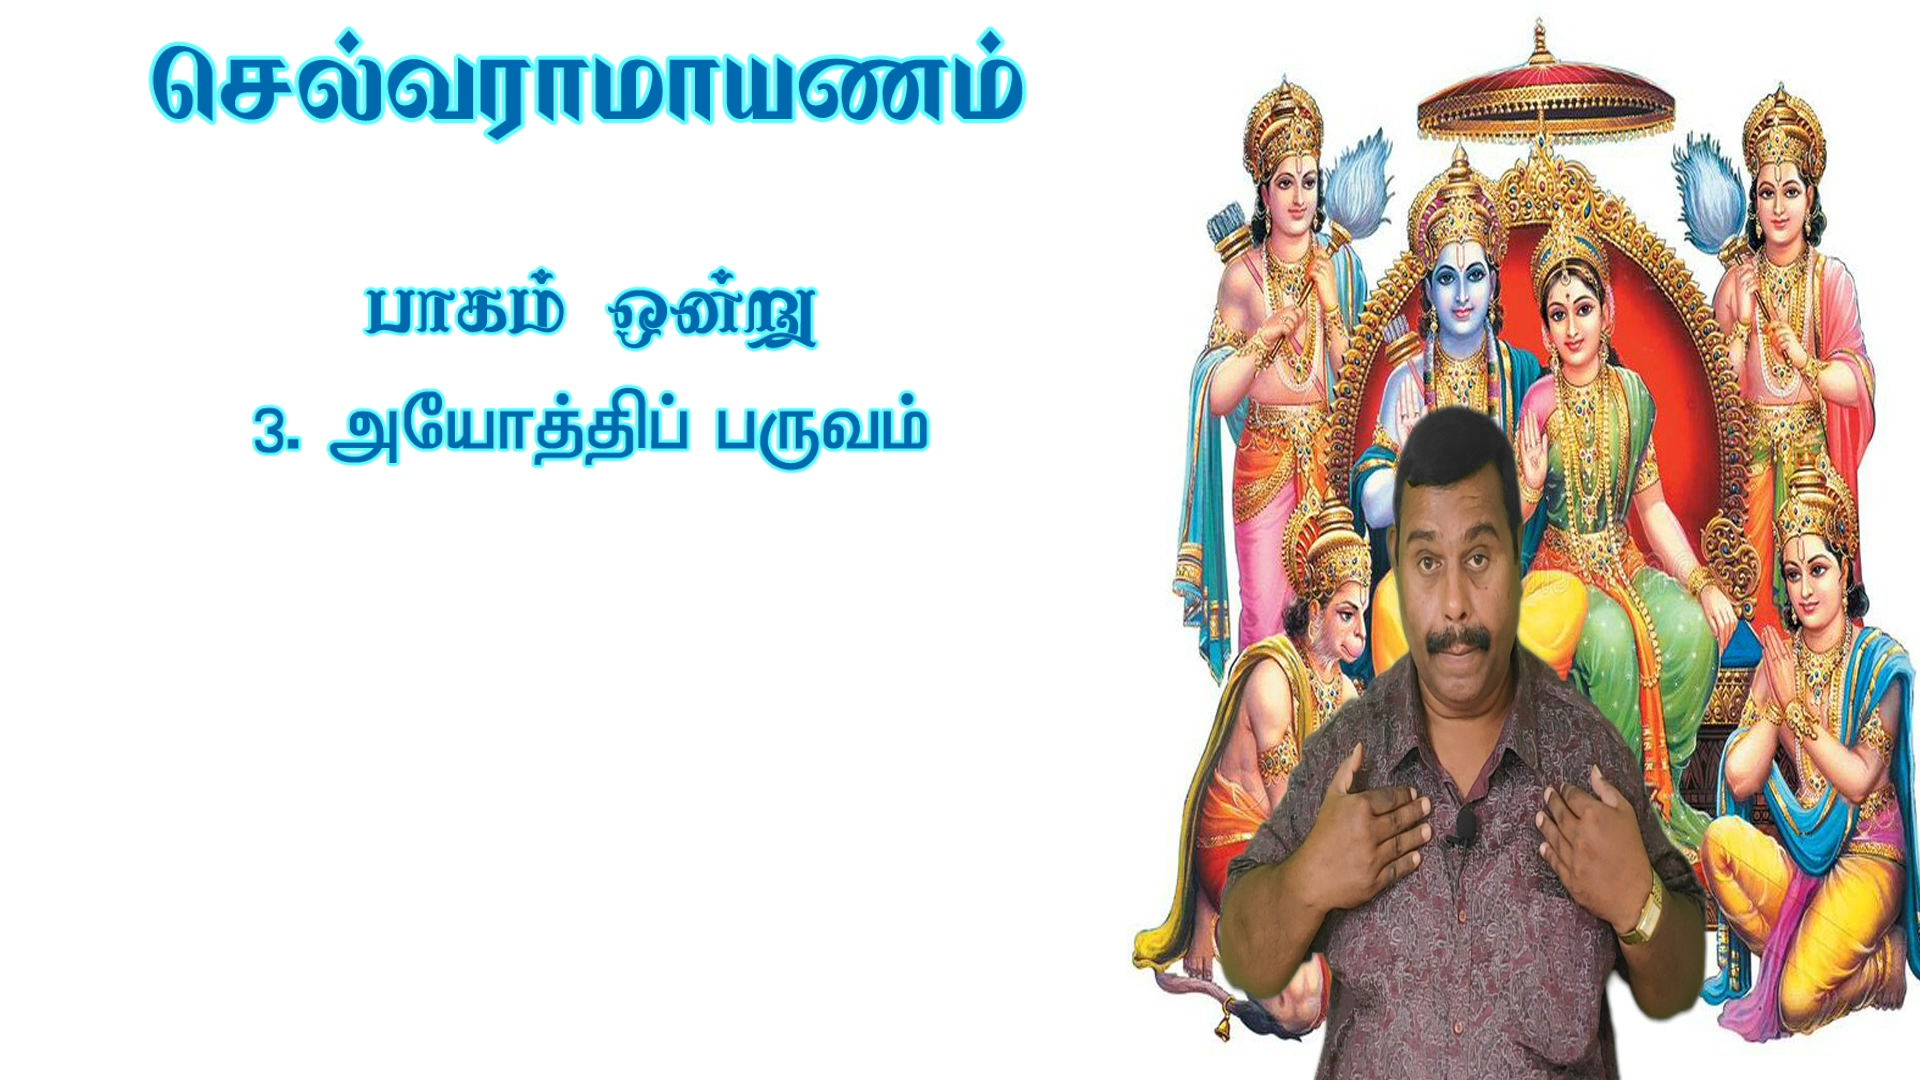 செல்வராமாயணம்
பாகம் ஒன்று
3. அயோத்திப் பருவம்